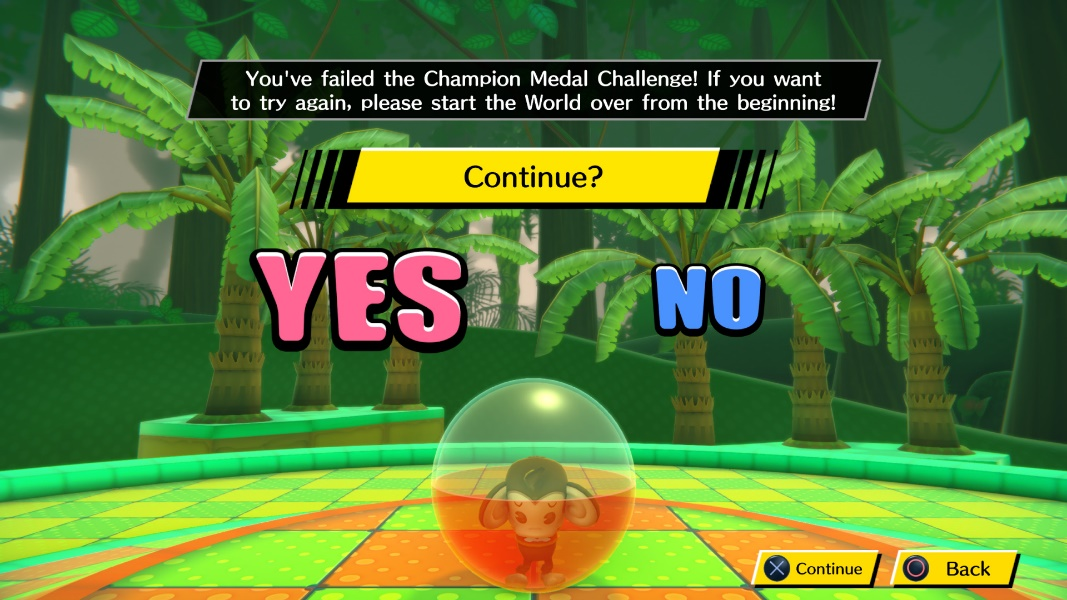 You've failed the Champion Medal Challenge! If you want
to try again, please start the World over from the beginning!
Continue?
YES NO
Continue Back